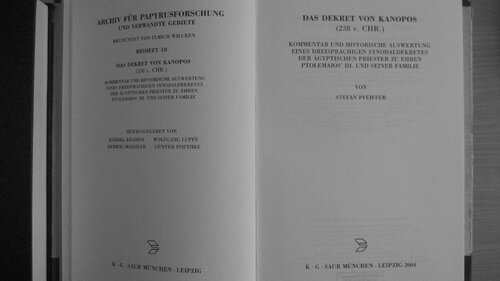 ARCHIV FÜR PAPYRUSFORSCHUNG
UND VERWANDTE GEBIETE
BEGRÜNDET VON ULRICH WILCKEN
BEIHEFT 18
DAS DEKRET VON KANOPOS
(238 v. CHR.)
KOMMENTAR UND HISTORISCHE AUSWERTUNG
EINES DREISPRACHIGEN SYNODALDEKRETES
DER ÄGYPTISCHEN PRIESTER ZU EHREN
PTOLEMAIOS' III. UND SEINER FAMILIE
HERAUSGEGEBEN VON
BÄRBEL KRAMER WOLFGANG LUPPE
HERWIG MAEHLER GÜNTER POETHKE
K · G · SAUR MÜNCHEN · LEIPZIG
DAS DEKRET VON KANOPOS
(238 v. CHR.)
KOMMENTAR UND HISTORISCHE AUSWERTUNG
EINES DREISPRACHIGEN SYNODALDEKRETES
DER ÄGYPTISCHEN PRIESTER ZU EHREN
PTOLEMAIOS' III. UND SEINER FAMILIE
VON
STEFAN PFEIFFER
K · G · SAUR MÜNCHEN · LEIPZIG 2004